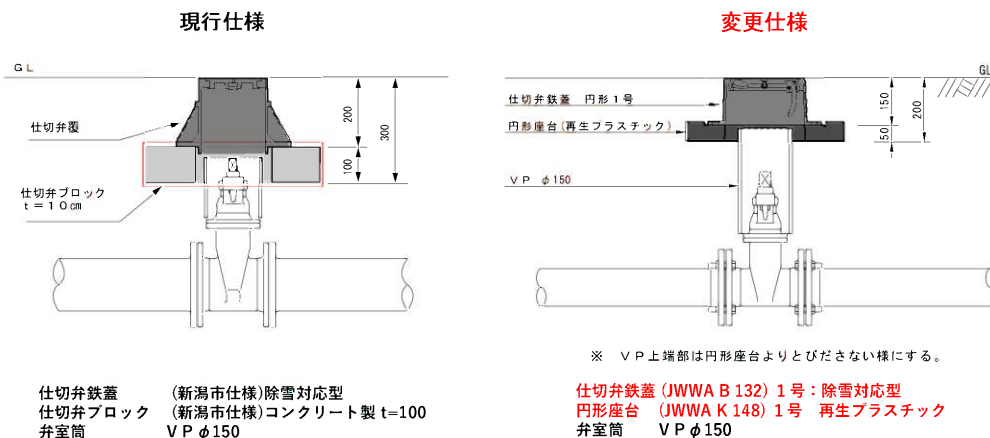 現行仕様
GL
仕切弁覆
仕切弁ブロック
t=10㎝
200
300
100
仕切弁鉄蓋 (新潟市仕様)除雪対応型
仕切弁ブロック (新潟市仕様)コンクリート製 t=100
弁室筒 VPφ150
変更仕様
GL
仕切弁鉄蓋 円形1号
円形座台(再生プラスチック)
VP φ150
150
200
50
※ VP上端部は円形座台よりとびださない様にする。
仕切弁鉄蓋 (JWWA B 132) 1号:除雪対応型
円形座台 (JWWA K 148) 1号 再生プラスチック
弁室筒 VPφ150